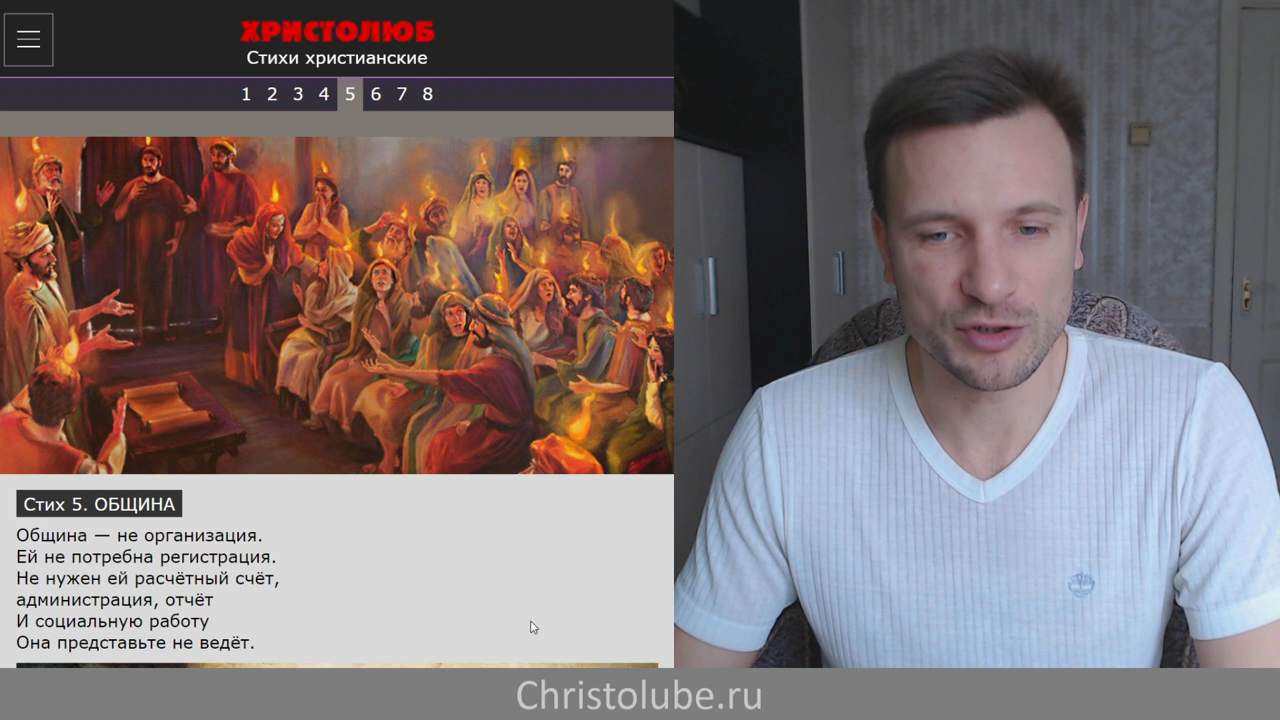 ХРИСТОЛЮБ
Стихи христианские
1 2 3 4 5 6 7 8
Стих 5. ОБЩИНА
Община — не организация.
Ей не потребна регистрация.
Не нужен ей расчётный счёт,
администрация, отчёт
И социальную работу
Она представьте не ведёт.
Christolube.ru